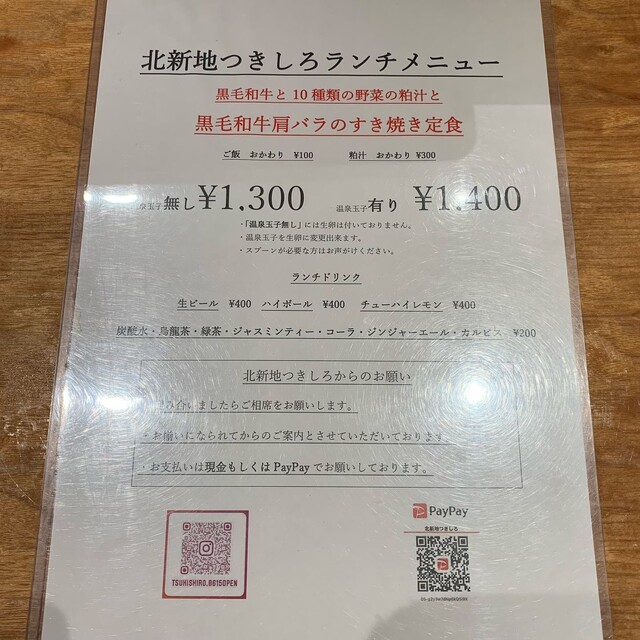 北新地つきしろランチメニュー
黒毛和牛と 10 種類の野菜の粕汁と
黒毛和牛肩バラのすき焼き定食
ご飯 おかわり ¥100 粕汁 おかわり ¥300
玉子無し ¥1,300 温泉玉子有り ¥1,400
・「温泉玉子無し」には生卵は付いておりません。
・温泉玉子を生卵に変更出来ます。
・スプーンが必要な方はお声がけください。
ランチドリンク
生ビール ¥400 ハイボール ¥400 チューハイレモン ¥400
炭酸水・烏龍茶・緑茶・ジャスミンティー・コーラ・ジンジャーエール・カルピス ¥200
北新地つきしろからのお願い
み合いましたらご相席をお願いします。
・お揃いになられてからのご案内とさせていただいております
・お支払いは現金もしくは PayPay でお願いしております。
PayPay
北新地つきしろ
TSUKISHIRO.8615OPEN